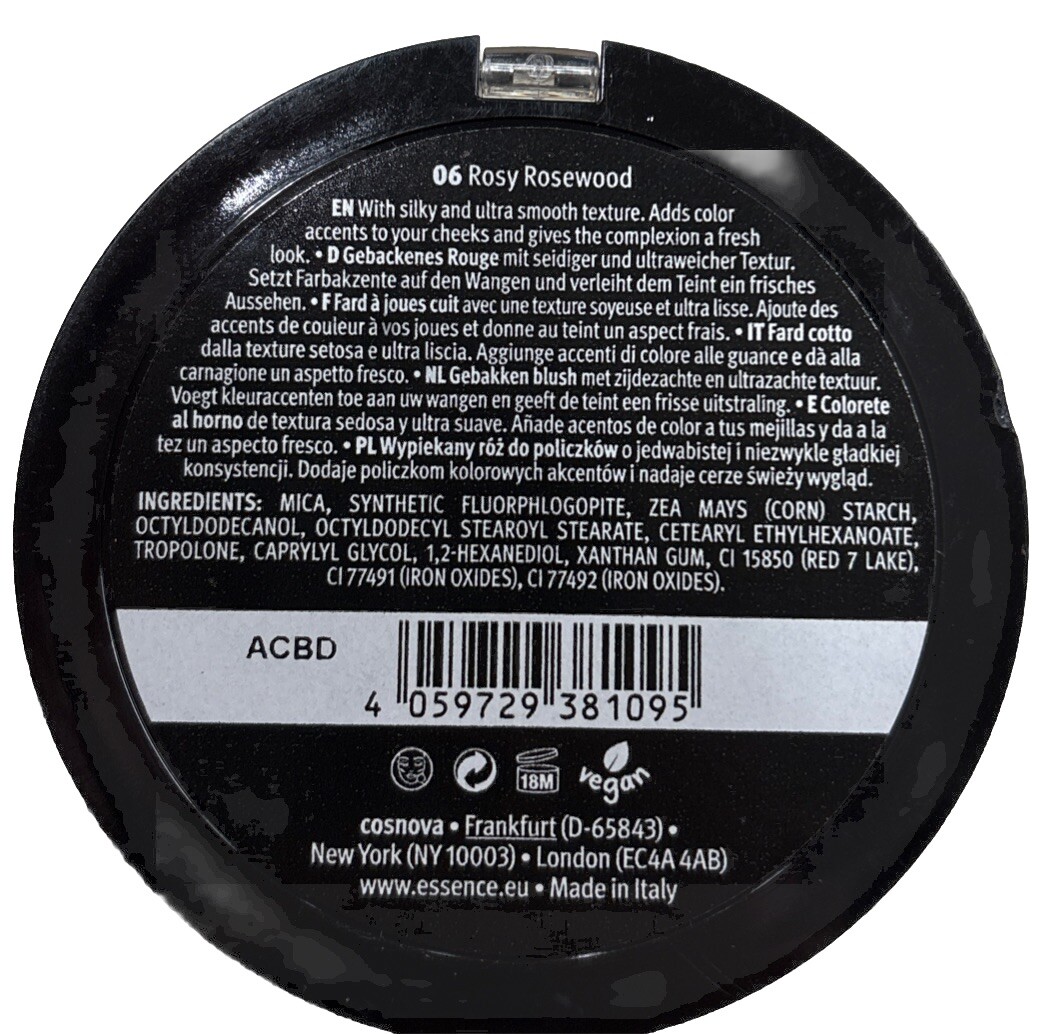 06 Rosy Rosewood
EN With silky and ultra smooth texture. Adds color
accents to your cheeks and gives the complexion a fresh
look. • D Gebackenes Rouge mit seidiger und ultraweicher Textur.
Setzt Farbakzente auf den Wangen und verleiht dem Teint ein frisches
Aussehen. • F Fard à joues cuit avec une texture soyeuse et ultra lisse. Ajoute des
accents de couleur à vos joues et donne au teint un aspect frais. • IT Fard cotto
dalla texture setosa e ultra liscia. Aggiunge accenti di colore alle guance e dà alla
carnagione un aspetto fresco. • NL Gebakken blush met zijdezachte en ultrazachte textuur.
Voegt kleuraccenten toe aan uw wangen en geeft de teint een frisse uitstraling. • E Colorete
al horno de textura sedosa y ultra suave. Añade acentos de color a tus mejillas y da a la
tez un aspecto fresco. • PL Wypiekany róż do policzków o jedwabistej i niezwykle gładkiej
konsystencji. Dodaje policzkom kolorowych akcentów i nadaje cerze świeży wygląd.
INGREDIENTS: MICA, SYNTHETIC FLUORPHLOGOPITE, ZEA MAYS (CORN) STARCH,
OCTYLDODECANOL, OCTYLDODECYL STEAROYL STEARATE, CETEARYL ETHYLHEXANOATE,
TROPOLONE, CAPRYLYL GLYCOL, 1,2-HEXANEDIOL, XANTHAN GUM, CI 15850 (RED 7 LAKE),
CI 77491 (IRON OXIDES), CI 77492 (IRON OXIDES).
ACBD
4 059729 381095
18M
vegan
cosnova • Frankfurt (D-65843) •
New York (NY 10003) • London (EC4A 4AB)
www.essence.eu • Made in Italy